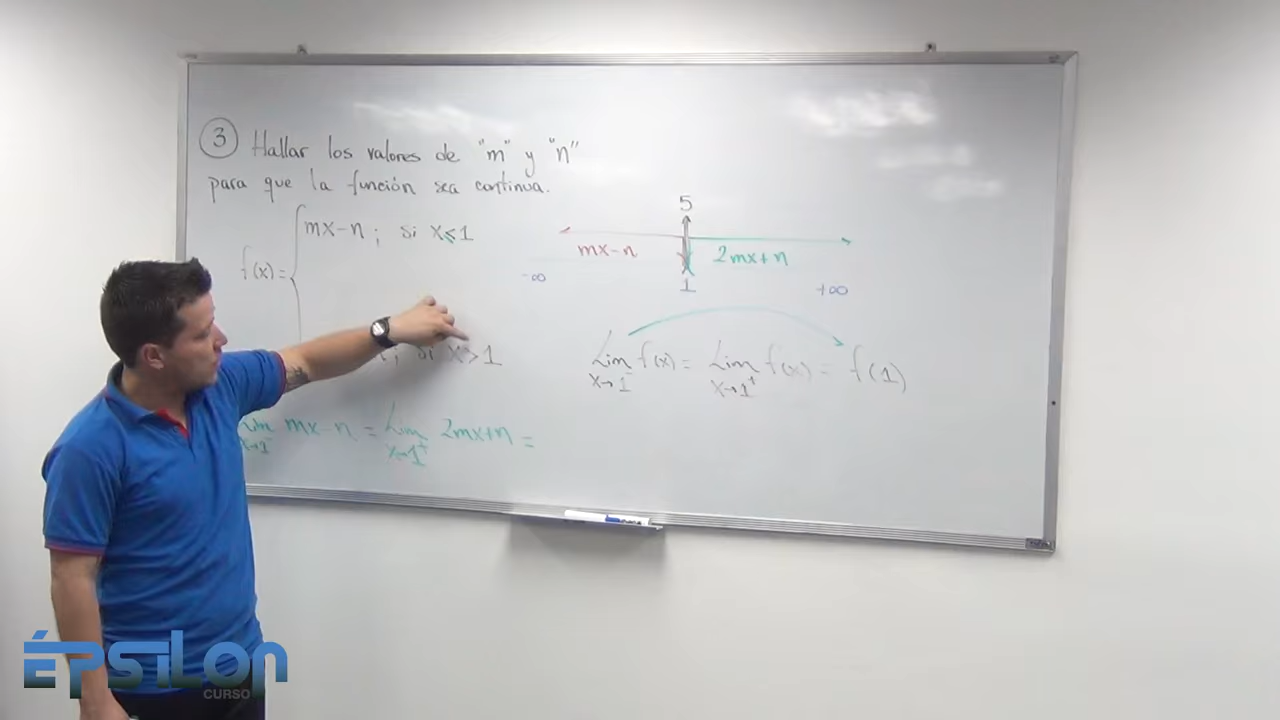 3 Hallar los valores de "m" y "n"
para que la función sea continua.
mx-n ; si x≤1
f(x)=
x ; si x>1
Lim mx-n = Lim 2mx+n =
x→1⁻ x→1⁺
5
mx-n 2mx+n
-∞ 1 +∞
Lim f(x) = Lim f(x) = f(1)
x→1⁻ x→1⁺
ÉPSILON
CURSO